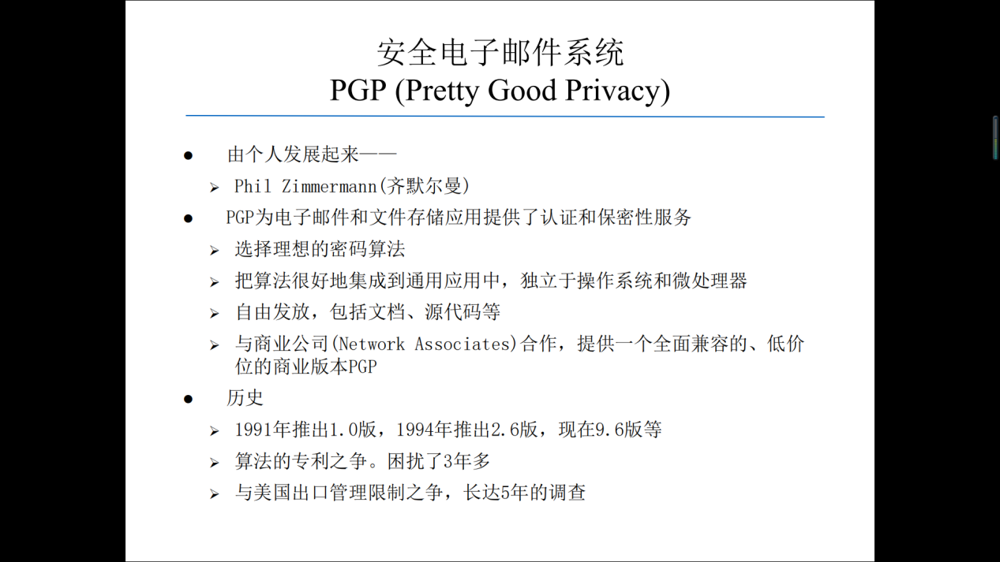 安全电子邮件系统
PGP (Pretty Good Privacy)
● 由个人发展起来——
➢ Phil Zimmermann(齐默尔曼)
● PGP为电子邮件和文件存储应用提供了认证和保密性服务
➢ 选择理想的密码算法
➢ 把算法很好地集成到通用应用中，独立于操作系统和微处理器
➢ 自由发放，包括文档、源代码等
➢ 与商业公司(Network Associates)合作，提供一个全面兼容的、低价
位的商业版本PGP
● 历史
➢ 1991年推出1.0版，1994年推出2.6版，现在9.6版等
➢ 算法的专利之争。困扰了3年多
➢ 与美国出口管理限制之争，长达5年的调查